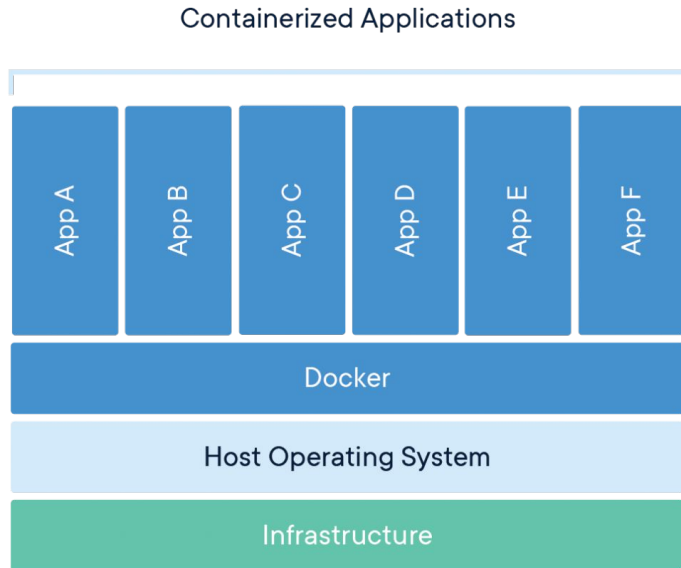 Containerized Applications
App A
App B
App C
App D
App E
App F
Docker
Host Operating System
Infrastructure